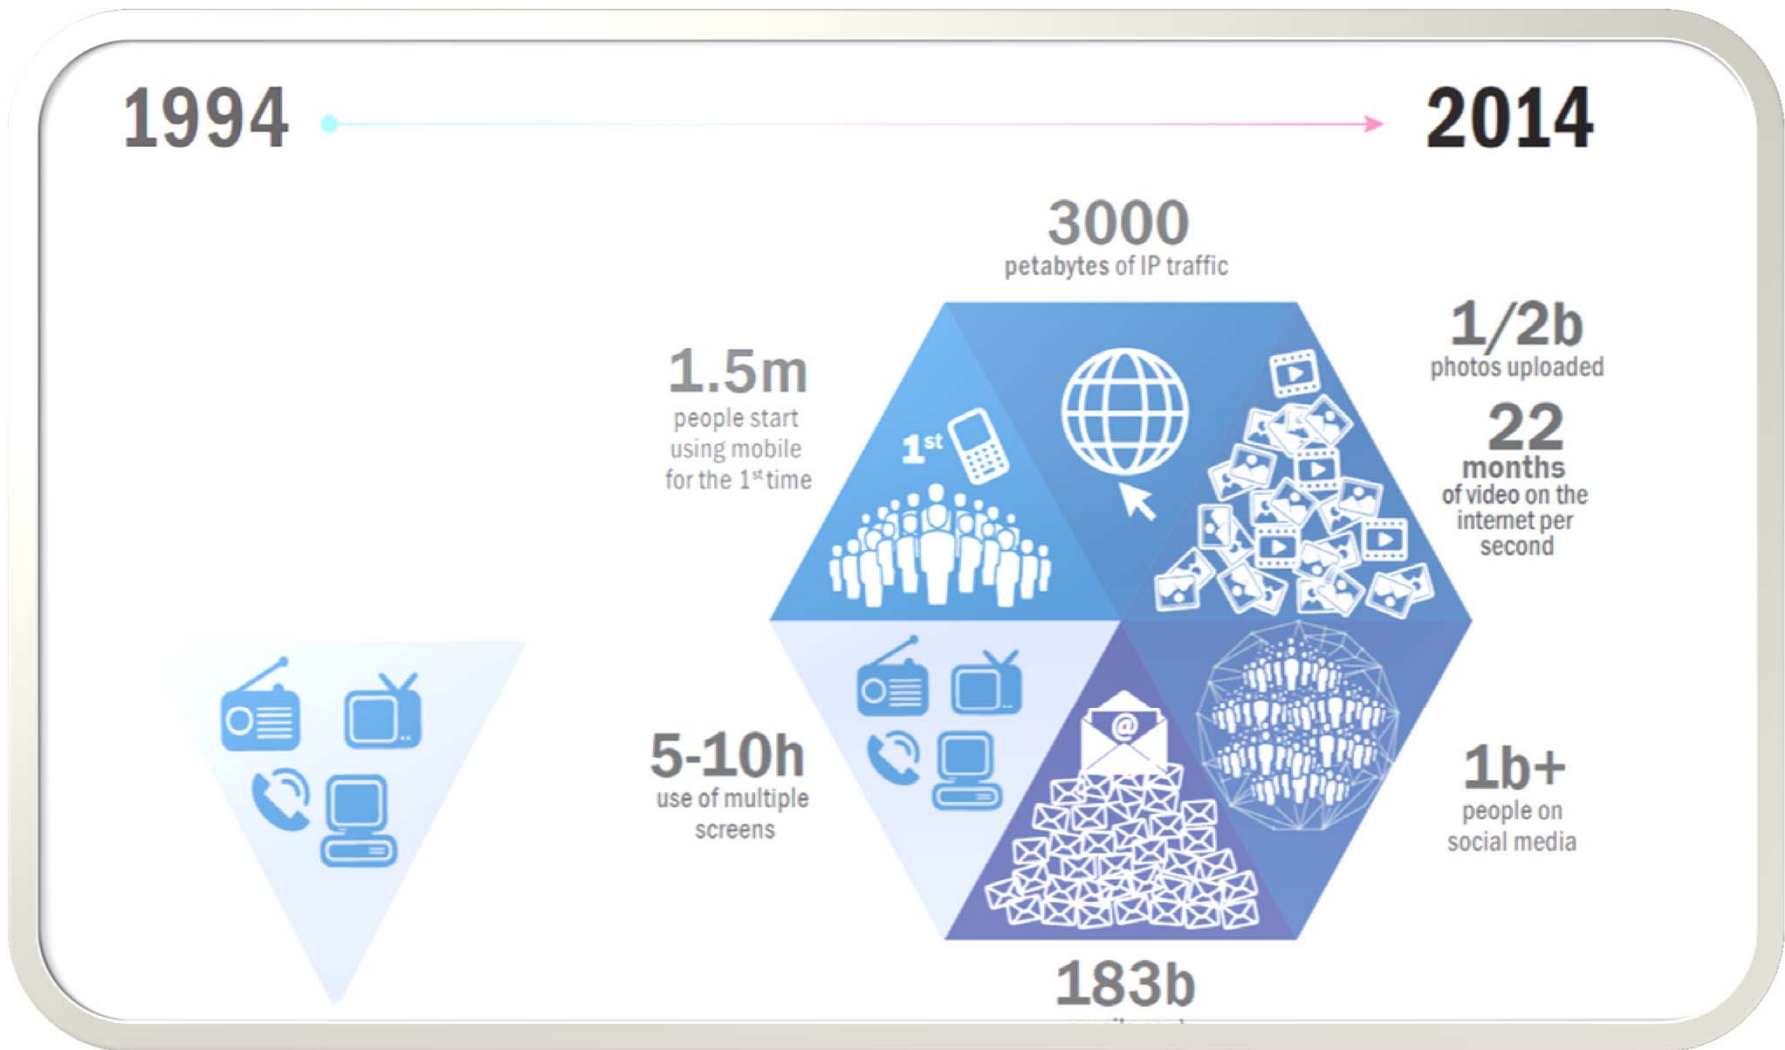 1994
2014
3000
petabytes of IP traffic
1.5m
people start
using mobile
for the 1st time
1/2b
photos uploaded
22
months
of video on the
internet per
second
1st
@
5-10h
use of multiple
screens
1b+
people on
social media
183b